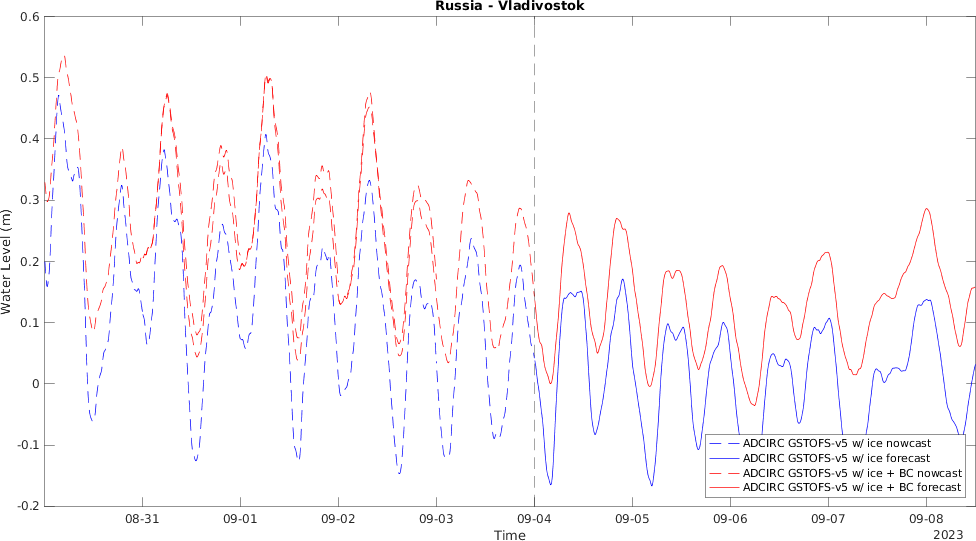 Russia - Vladivostok
0.6
0.5
0.4
0.3
0.2
0.1
0
-0.1
-0.2
Water Level (m)
ADCIRC GSTOFS-v5 w/ ice nowcast
ADCIRC GSTOFS-v5 w/ ice forecast
ADCIRC GSTOFS-v5 w/ ice + BC nowcast
ADCIRC GSTOFS-v5 w/ ice + BC forecast
08-31 09-01 09-02 09-03 09-04 09-05 09-06 09-07 09-08
Time
2023